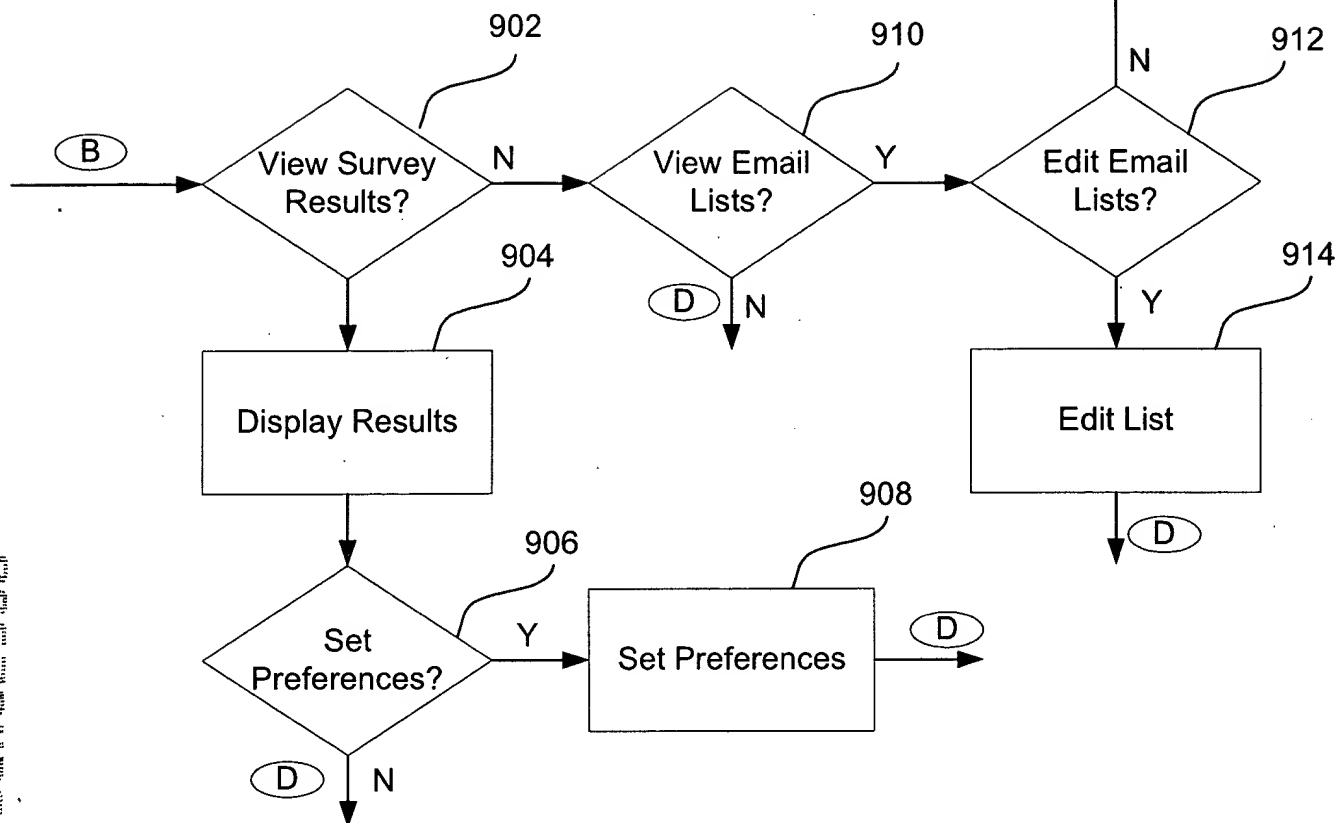 902
910
912
N
B
View Survey
Results?
N
View Email
Lists?
Y
Edit Email
Lists?
904
D
N
Y
914
Display Results
Edit List
906
908
D
Set
Preferences?
Y
Set Preferences
D
D
N